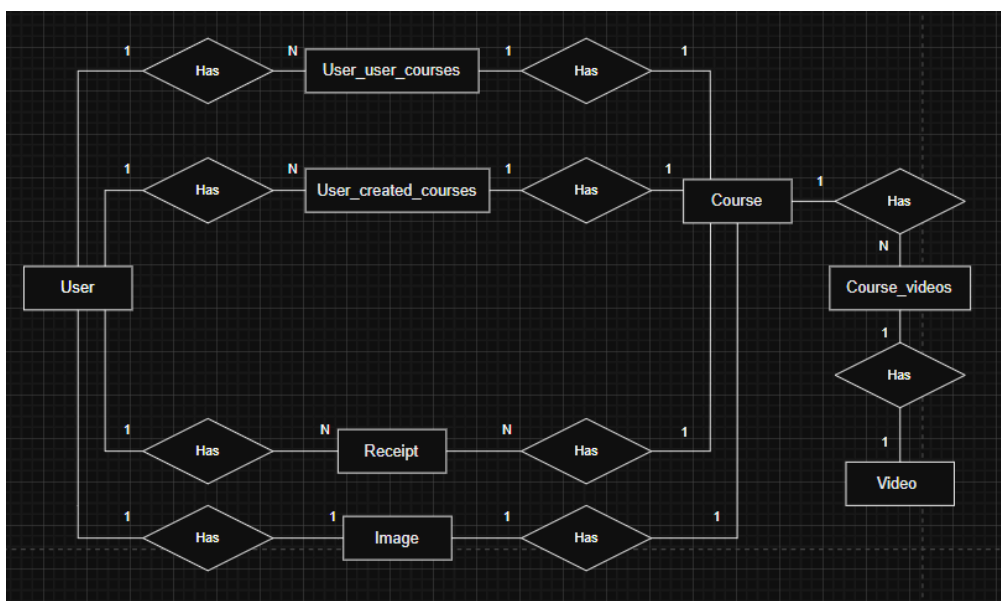 1 Has N User_user_courses 1 Has 1
1 Has N User_created_courses 1 Has 1 Course 1 Has
N
User Course_videos
1
Has
1 Has N Receipt N Has 1 1
Video
1 Has 1 Image 1 Has 1